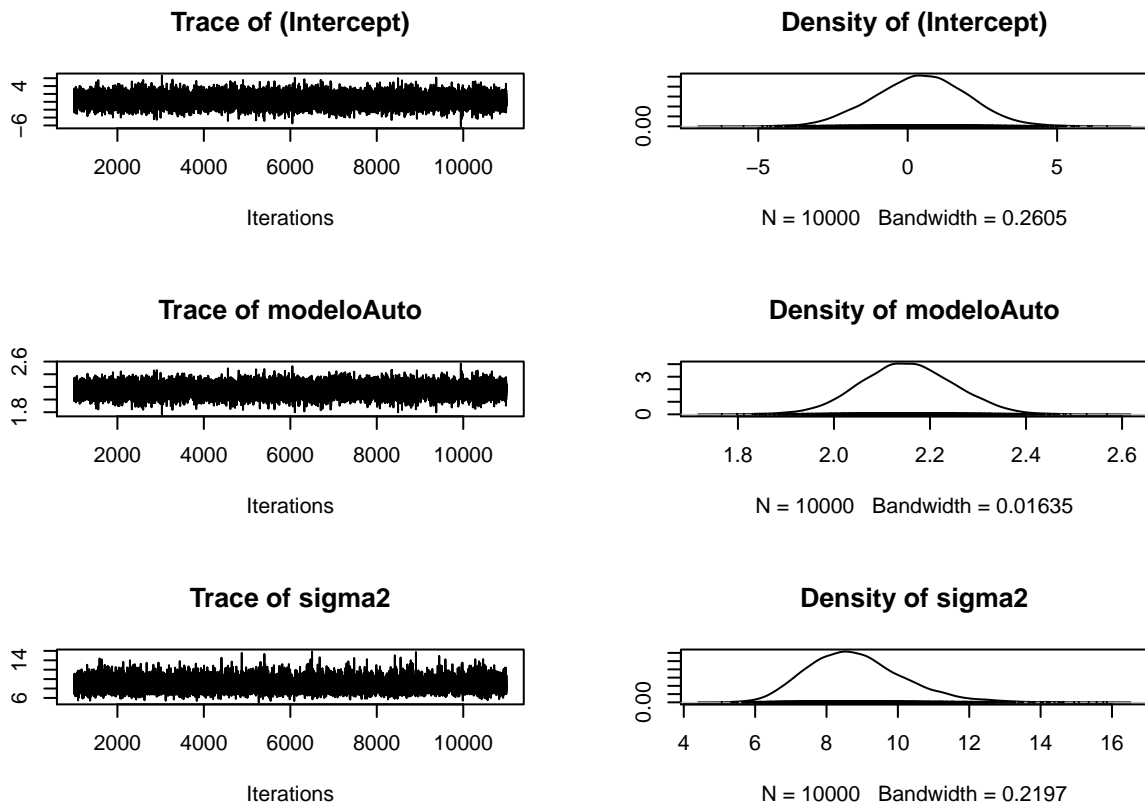 Trace of (Intercept)
−6 4
2000 4000 6000 8000 10000
Iterations
Density of (Intercept)
0.00
−5 0 5
N = 10000 Bandwidth = 0.2605
Trace of modeloAuto
1.8 2.6
2000 4000 6000 8000 10000
Iterations
Density of modeloAuto
0 3
1.8 2.0 2.2 2.4 2.6
N = 10000 Bandwidth = 0.01635
Trace of sigma2
6 14
2000 4000 6000 8000 10000
Iterations
Density of sigma2
0.00
4 6 8 10 12 14 16
N = 10000 Bandwidth = 0.2197